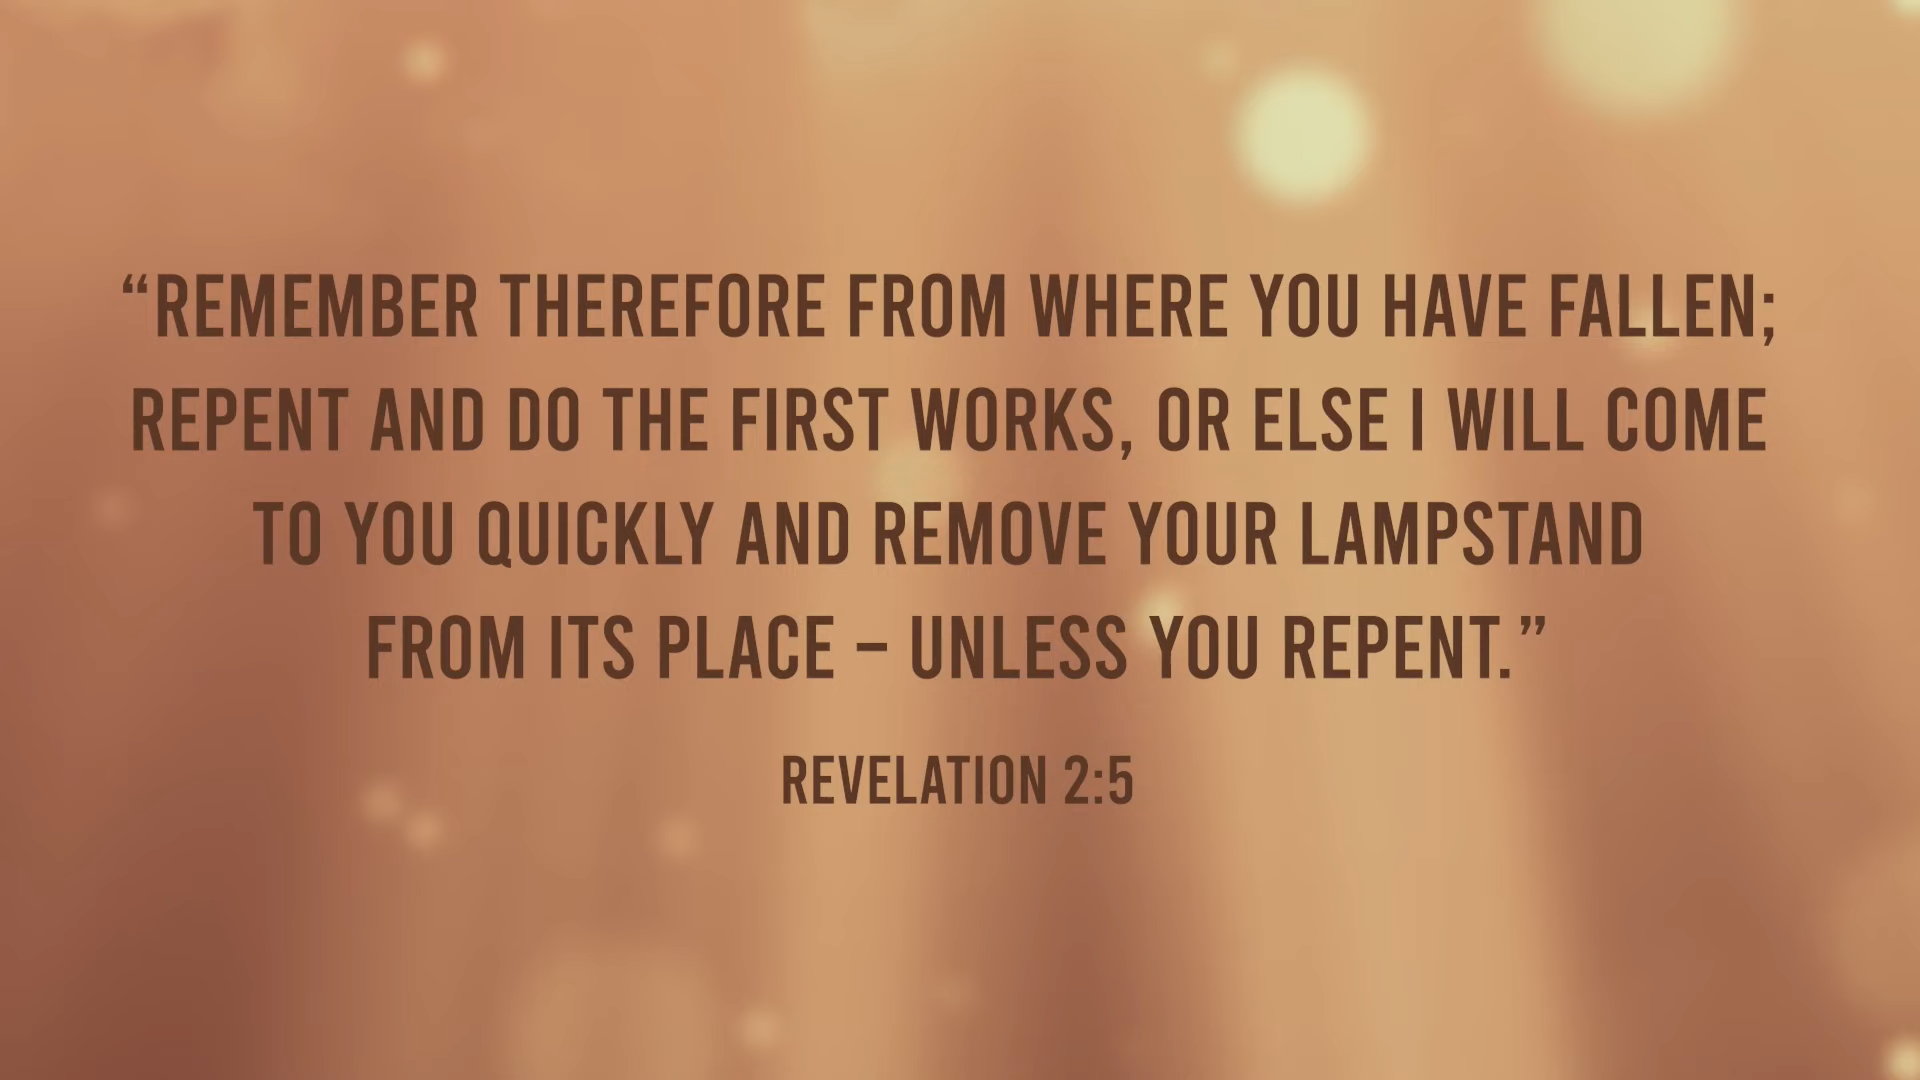 “REMEMBER THEREFORE FROM WHERE YOU HAVE FALLEN;
REPENT AND DO THE FIRST WORKS, OR ELSE I WILL COME
TO YOU QUICKLY AND REMOVE YOUR LAMPSTAND
FROM ITS PLACE – UNLESS YOU REPENT.”
REVELATION 2:5